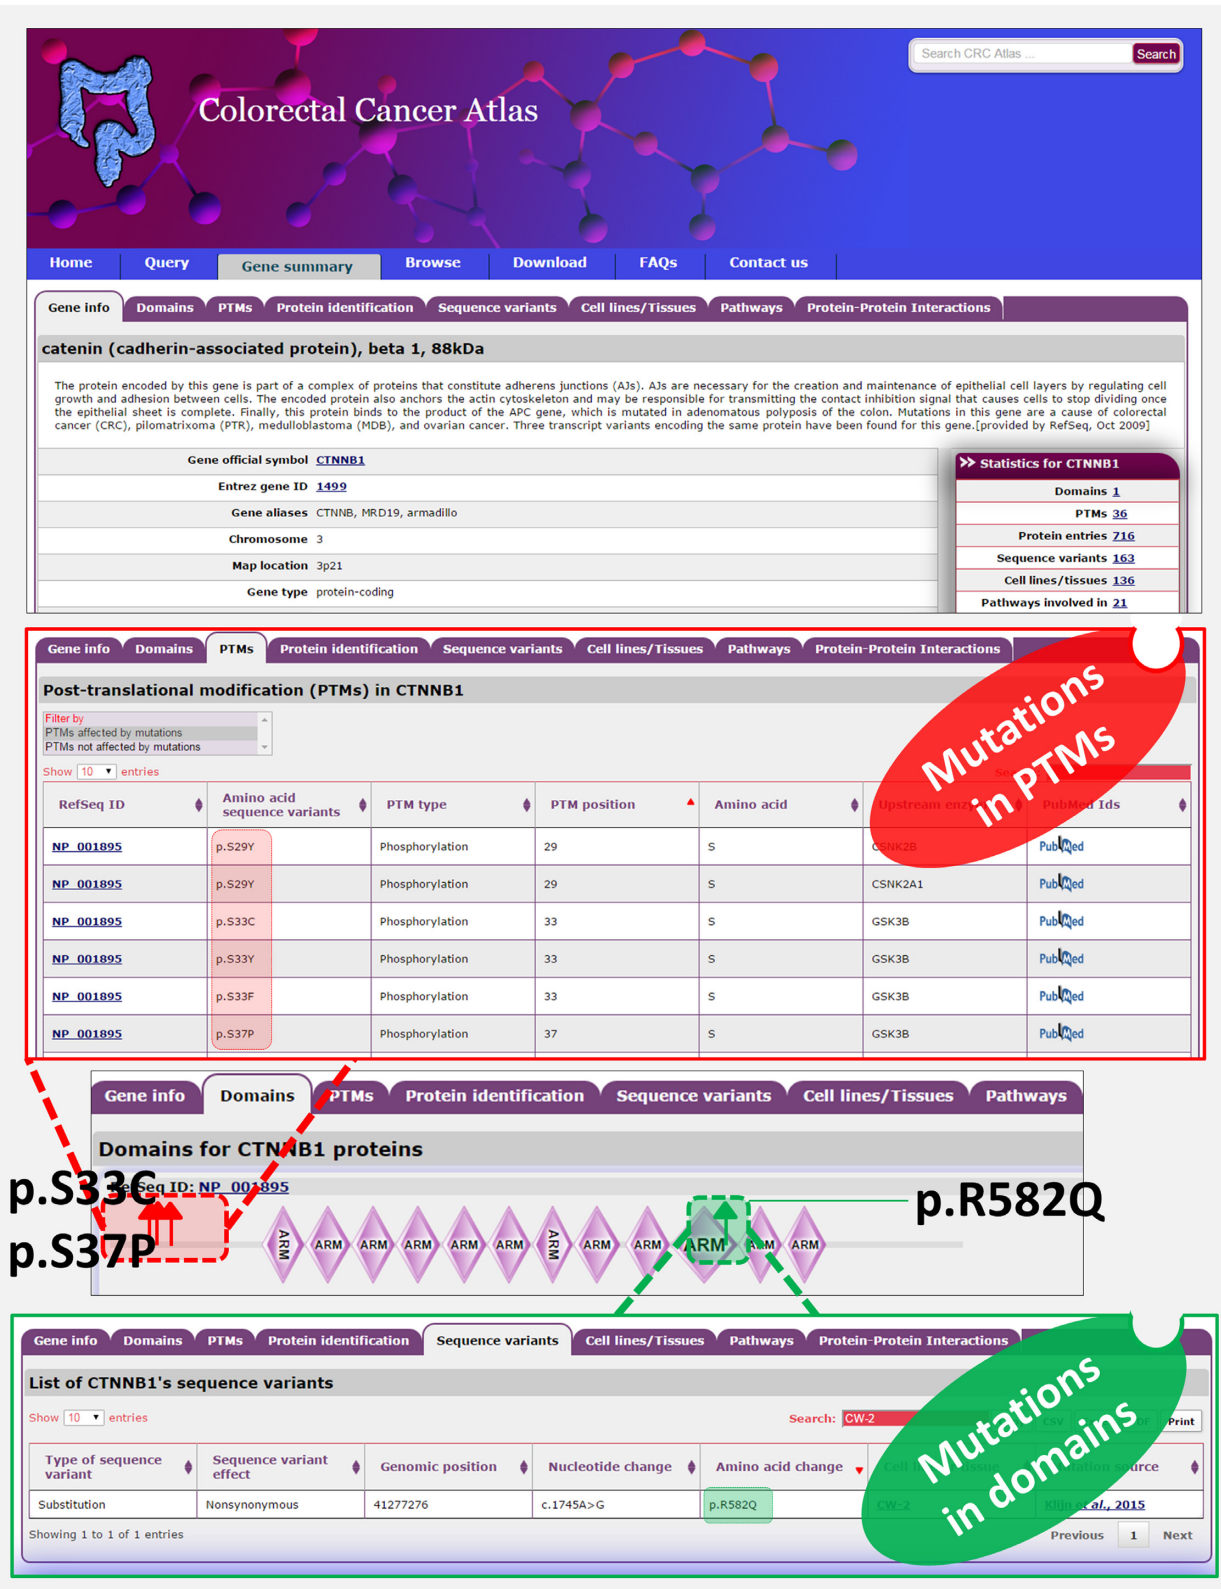 Colorectal Cancer Atlas
Search CRC Atlas ...
Search
Home Query Gene summary Browse Download FAQs Contact us
Gene info Domains PTMs Protein identification Sequence variants Cell lines/Tissues Pathways Protein-Protein Interactions
catenin (cadherin-associated protein), beta 1, 88kDa
The protein encoded by this gene is part of a complex of proteins that constitute adherens junctions (AJs). AJs are necessary for the creation and maintenance of epithelial cell layers by regulating cell
growth and adhesion between cells. The encoded protein also anchors the actin cytoskeleton and may be responsible for transmitting the contact inhibition signal that causes cells to stop dividing once
the epithelial sheet is complete. Finally, this protein binds to the product of the APC gene, which is mutated in adenomatous polyposis of the colon. Mutations in this gene are a cause of colorectal
cancer (CRC), pilomatrixoma (PTR), medulloblastoma (MDB), and ovarian cancer. Three transcript variants encoding the same protein have been found for this gene.[provided by RefSeq, Oct 2009]
Gene official symbol CTNNB1
Entrez gene ID 1499
Gene aliases CTNNB, MRD19, armadillo
Chromosome 3
Map location 3p21
Gene type protein-coding
Statistics for CTNNB1
Domains 1
PTMs 36
Protein entries 716
Sequence variants 163
Cell lines/tissues 136
Pathways involved in 21
Gene info Domains PTMs Protein identification Sequence variants Cell lines/Tissues Pathways Protein-Protein Interactions
Post-translational modification (PTMs) in CTNNB1
Filter by
PTMs affected by mutations
PTMs not affected by mutations
Mutations
in PTMs
Show 10 entries
RefSeq ID Amino acid sequence variants PTM type PTM position Amino acid Upstream PubMed Ids
NP_001895 p.S29Y Phosphorylation 29 S CSNK2B PubMed
NP_001895 p.S29Y Phosphorylation 29 S CSNK2A1 PubMed
NP_001895 p.S33C Phosphorylation 33 S GSK3B PubMed
NP_001895 p.S33Y Phosphorylation 33 S GSK3B PubMed
NP_001895 p.S33F Phosphorylation 33 S GSK3B PubMed
NP_001895 p.S37P Phosphorylation 37 S GSK3B PubMed
Gene info Domains PTMs Protein identification Sequence variants Cell lines/Tissues Pathways
Domains for CTNNB1 proteins
RefSeq ID: NP_001895
p.S33C
p.S37P
p.R582Q
ARM ARM ARM ARM ARM ARM ARM ARM ARM ARM ARM ARM
Gene info Domains PTMs Protein identification Sequence variants Cell lines/Tissues Pathways Protein-Protein Interactions
List of CTNNB1's sequence variants
Mutations
in domains
Show 10 entries
Search: CW-2
CSV Print
Type of sequence variant Sequence variant effect Genomic position Nucleotide change Amino acid change Cell source
Substitution Nonsynonymous 41277276 c.1745A>G p.R582Q CW-2 Klijn et al., 2015
Showing 1 to 1 of 1 entries
Previous 1 Next